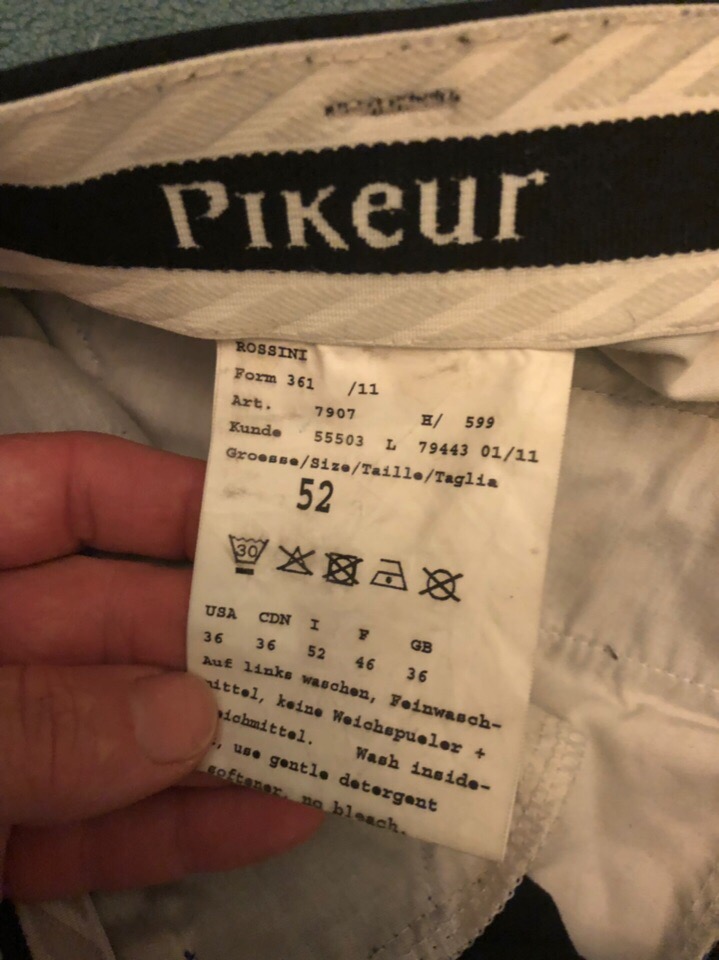 Pikeur
ROSSINI
Form 361 /11
Art. 7907 H/ 599
Kunde 55503 L 79443 01/11
Groesse/Size/Taille/Taglia
52
30
USA CDN I F GB
36 36 52 46 36
Auf links waschen, Feinwasch-
mittel, keine Weichspueler +
eichmittel. Wash inside-
, use gentle detergent
softener, no bleach.